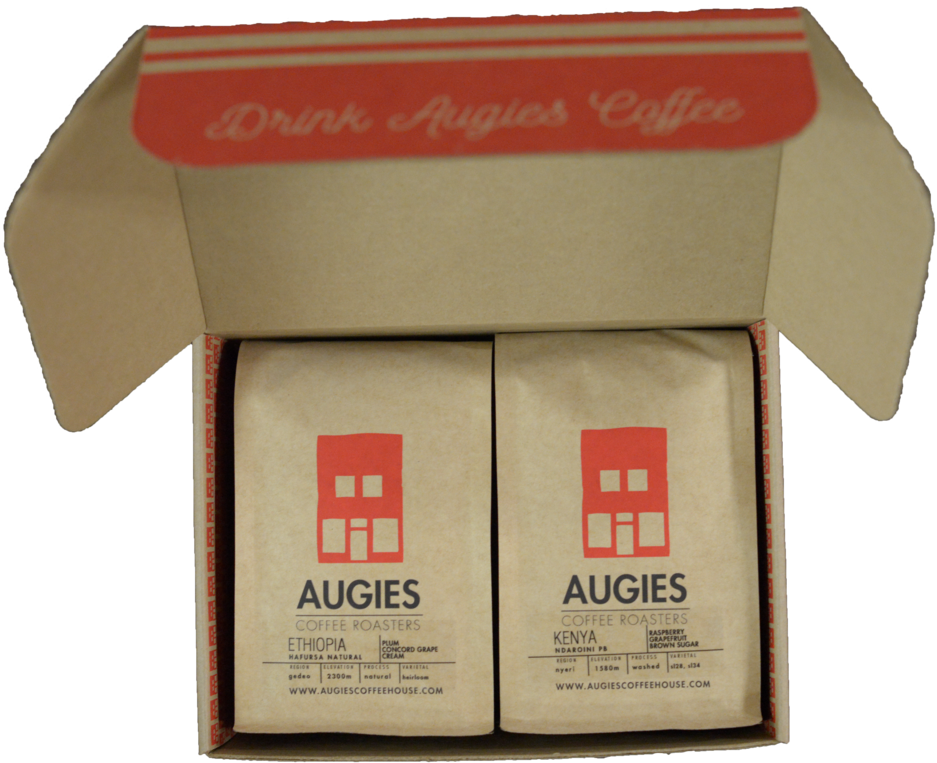 Drink Augies Coffee
AUGIES
COFFEE ROASTERS
ETHIOPIA
HAFURSA NATURAL
PLUM
CONCORD GRAPE
CREAM
REGION ELEVATION PROCESS VARIETAL
gedeo 2300m natural heirloom
WWW.AUGIESCOFFEEHOUSE.COM
AUGIES
COFFEE ROASTERS
KENYA
NDAROINI PB
RASPBERRY
GRAPEFRUIT
BROWN SUGAR
REGION ELEVATION PROCESS VARIETAL
nyeri 1580m washed sl28, sl34
WWW.AUGIESCOFFEEHOUSE.COM